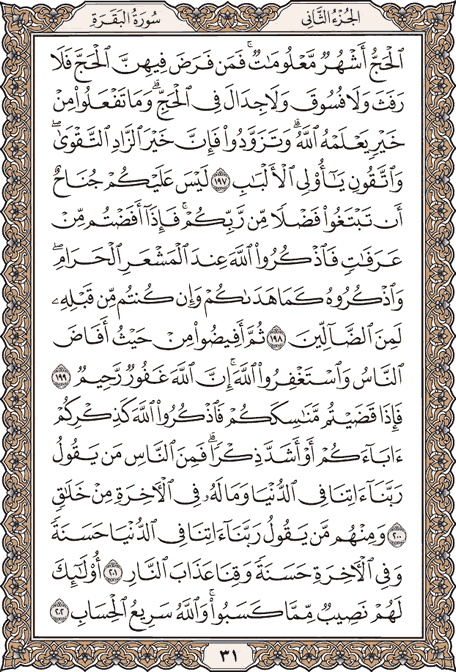 الجُزْءُ الثَّانِي
سُورَةُ البَقَرَةِ
ٱلْحَجُّ أَشْهُرٌ مَّعْلُومَٰتٌ ۚ فَمَن فَرَضَ فِيهِنَّ ٱلْحَجَّ فَلَا
رَفَثَ وَلَا فُسُوقَ وَلَا جِدَالَ فِى ٱلْحَجِّ ۗ وَمَا تَفْعَلُوا۟ مِنْ
خَيْرٍ يَعْلَمْهُ ٱللَّهُ ۗ وَتَزَوَّدُوا۟ فَإِنَّ خَيْرَ ٱلزَّادِ ٱلتَّقْوَىٰ ۖ
وَٱتَّقُونِ يَٰٓأُو۟لِى ٱلْأَلْبَٰبِ ١٩٧ لَيْسَ عَلَيْكُمْ جُنَاحٌ
أَن تَبْتَغُوا۟ فَضْلًا مِّن رَّبِّكُمْ ۚ فَإِذَآ أَفَضْتُم مِّنْ
عَرَفَٰتٍ فَٱذْكُرُوا۟ ٱللَّهَ عِندَ ٱلْمَشْعَرِ ٱلْحَرَامِ ۖ
وَٱذْكُرُوهُ كَمَا هَدَىٰكُمْ وَإِن كُنتُم مِّن قَبْلِهِۦ
لَمِنَ ٱلضَّآلِّينَ ١٩٨ ثُمَّ أَفِيضُوا۟ مِنْ حَيْثُ أَفَاضَ
ٱلنَّاسُ وَٱسْتَغْفِرُوا۟ ٱللَّهَ ۚ إِنَّ ٱللَّهَ غَفُورٌ رَّحِيمٌ ١٩٩
فَإِذَا قَضَيْتُم مَّنَٰسِكَكُمْ فَٱذْكُرُوا۟ ٱللَّهَ كَذِكْرِكُمْ
ءَابَآءَكُمْ أَوْ أَشَدَّ ذِكْرًا ۗ فَمِنَ ٱلنَّاسِ مَن يَقُولُ
رَبَّنَآ ءَاتِنَا فِى ٱلدُّنْيَا وَمَا لَهُۥ فِى ٱلْءَاخِرَةِ مِنْ خَلَٰقٍ
٢٠٠ وَمِنْهُم مَّن يَقُولُ رَبَّنَآ ءَاتِنَا فِى ٱلدُّنْيَا حَسَنَةً
وَفِى ٱلْءَاخِرَةِ حَسَنَةً وَقِنَا عَذَابَ ٱلنَّارِ ٢٠١ أُو۟لَٰٓئِكَ
لَهُمْ نَصِيبٌ مِّمَّا كَسَبُوا۟ ۚ وَٱللَّهُ سَرِيعُ ٱلْحِسَابِ ٢٠٢
٣١